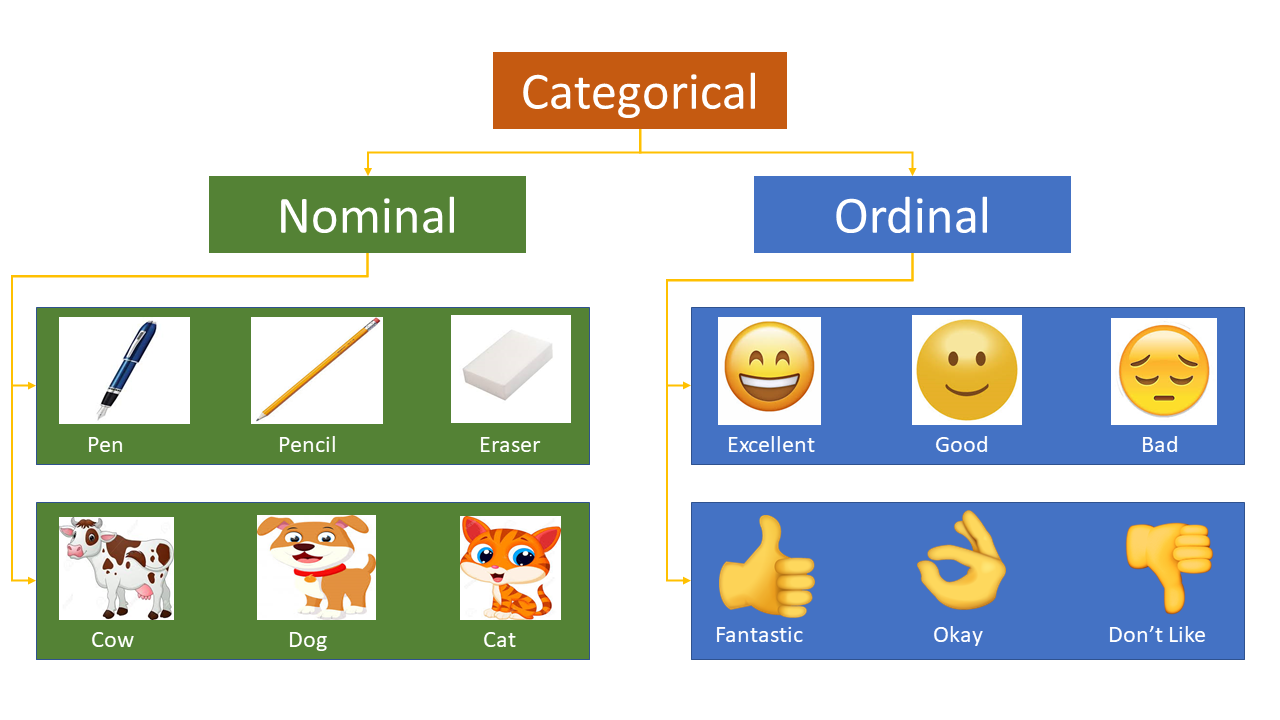 Categorical
Nominal
Ordinal
Pen
Pencil
Eraser
Excellent
Good
Bad
Cow
Dog
Cat
Fantastic
Okay
Don’t Like